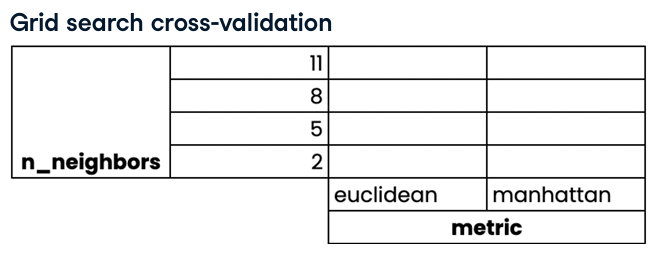 Grid search cross-validation
11
8
5
n_neighbors 2
euclidean manhattan
metric